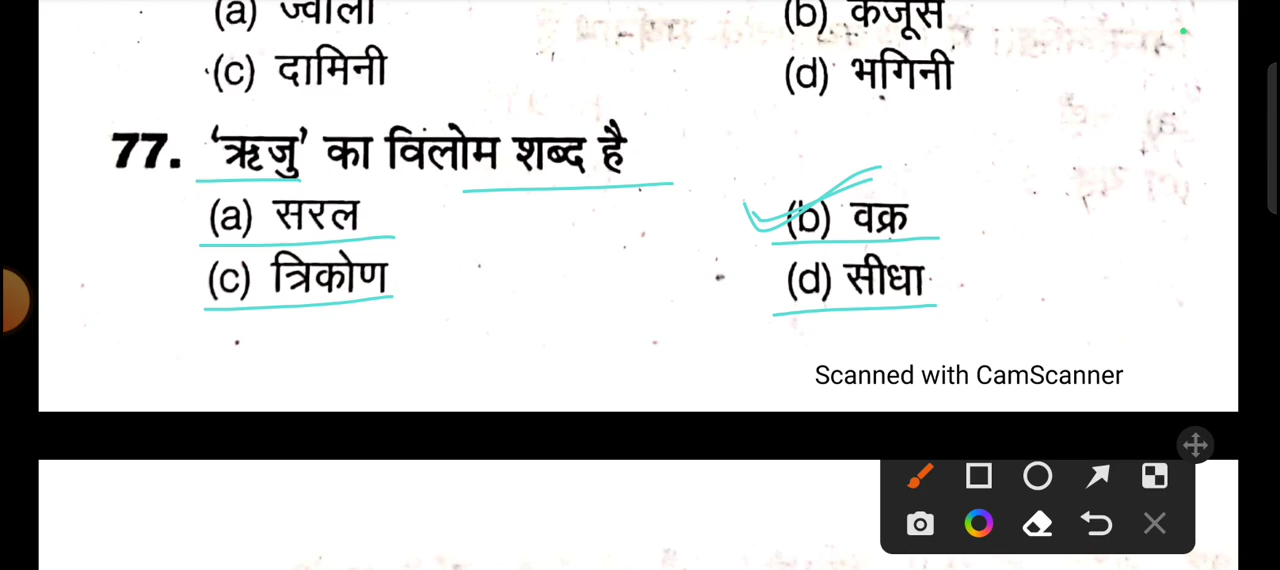 (a) ज्वाला (b) कंजूस
(c) दामिनी (d) भगिनी
77. 'ऋजु' का विलोम शब्द है
(a) सरल (b) वक्र
(c) त्रिकोण (d) सीधा
Scanned with CamScanner